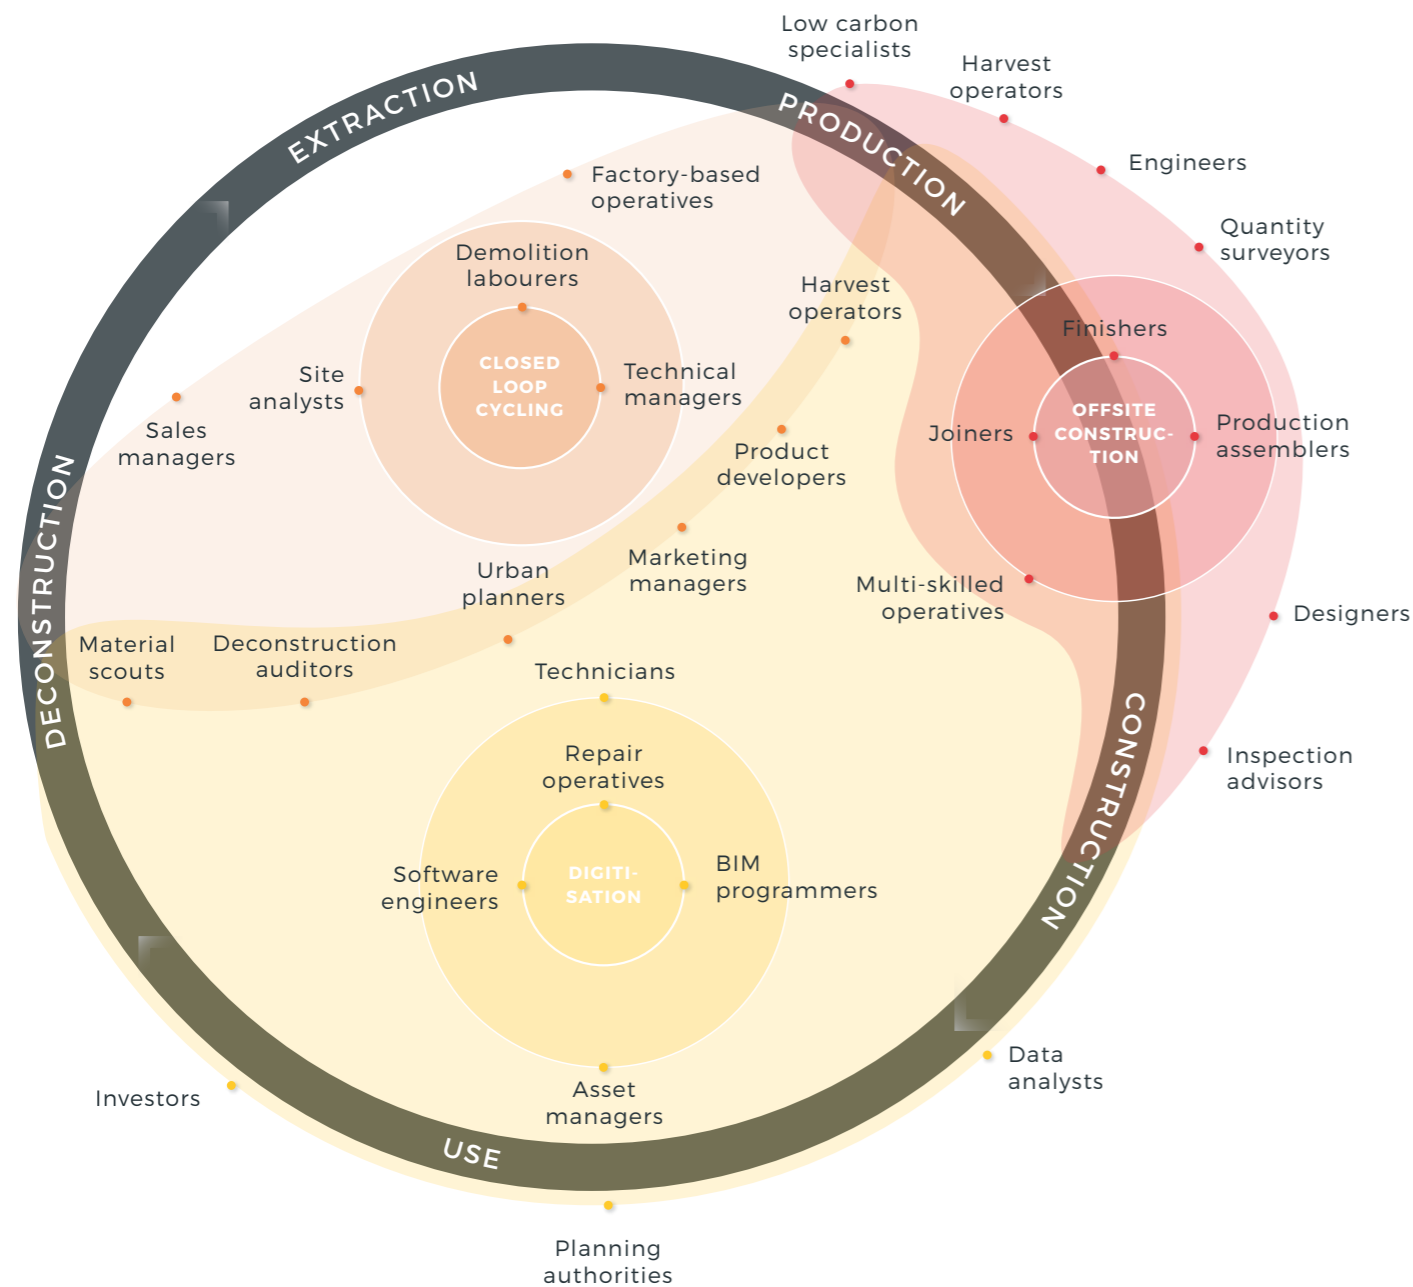 Low carbon
specialists
Harvest
operators
EXTRACTION
PRODUCTION
Engineers
Factory-based
operatives
Quantity
surveyors
Demolition
labourers
Harvest
operators
Finishers
CLOSED
LOOP
CYCLING
Site
analysts
Technical
managers
OFFSITE
CONSTRUC-
TION
Joiners
Production
assemblers
Sales
managers
Product
developers
DECONSTRUCTION
Marketing
managers
Urban
planners
Multi-skilled
operatives
Designers
Material
scouts
Deconstruction
auditors
Technicians
CONSTRUCTION
Repair
operatives
Inspection
advisors
Software
engineers
DIGITI-
SATION
BIM
programmers
Data
analysts
Investors
Asset
managers
USE
Planning
authorities